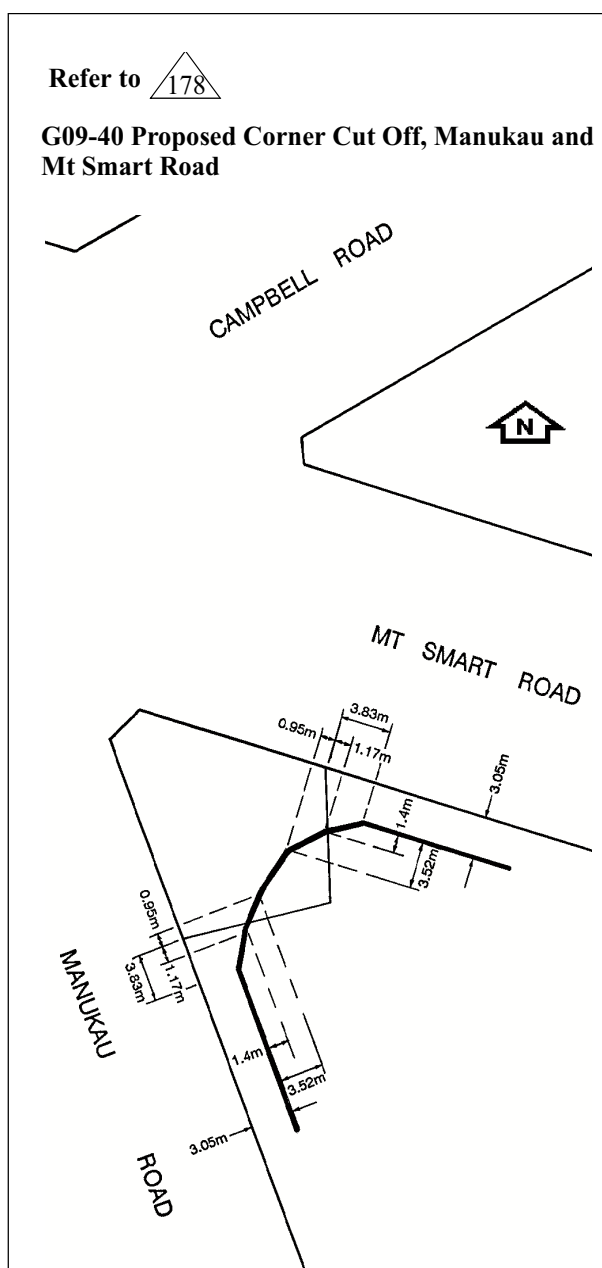 Refer to 178
G09-40 Proposed Corner Cut Off, Manukau and
Mt Smart Road
CAMPBELL ROAD
N
MT SMART ROAD
3.83m
0.95m
1.17m
3.05m
1.4m
3.52m
0.95m
1.17m
3.83m
MANUKAU
ROAD
1.4m
3.52m
3.05m